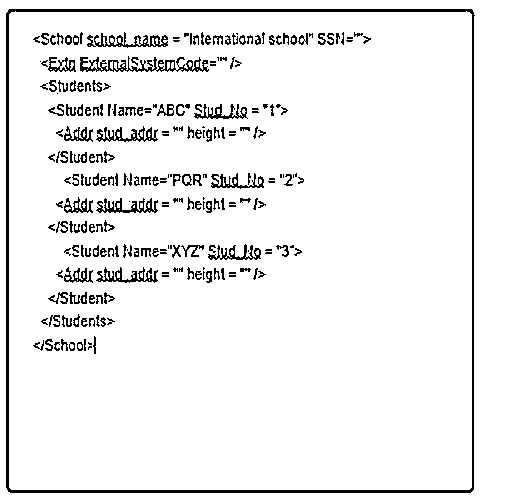 <School school_name = "International school" SSN="">
<Extn ExternalSystemCode="" />
<Students>
<Student Name="ABC" Stud_No = "1">
<Addr stud_addr = "" height = "" />
</Student>
<Student Name="PQR" Stud_No = "2">
<Addr stud_addr = "" height = "" />
</Student>
<Student Name="XYZ" Stud_No = "3">
<Addr stud_addr = "" height = "" />
</Student>
</Students>
</School>